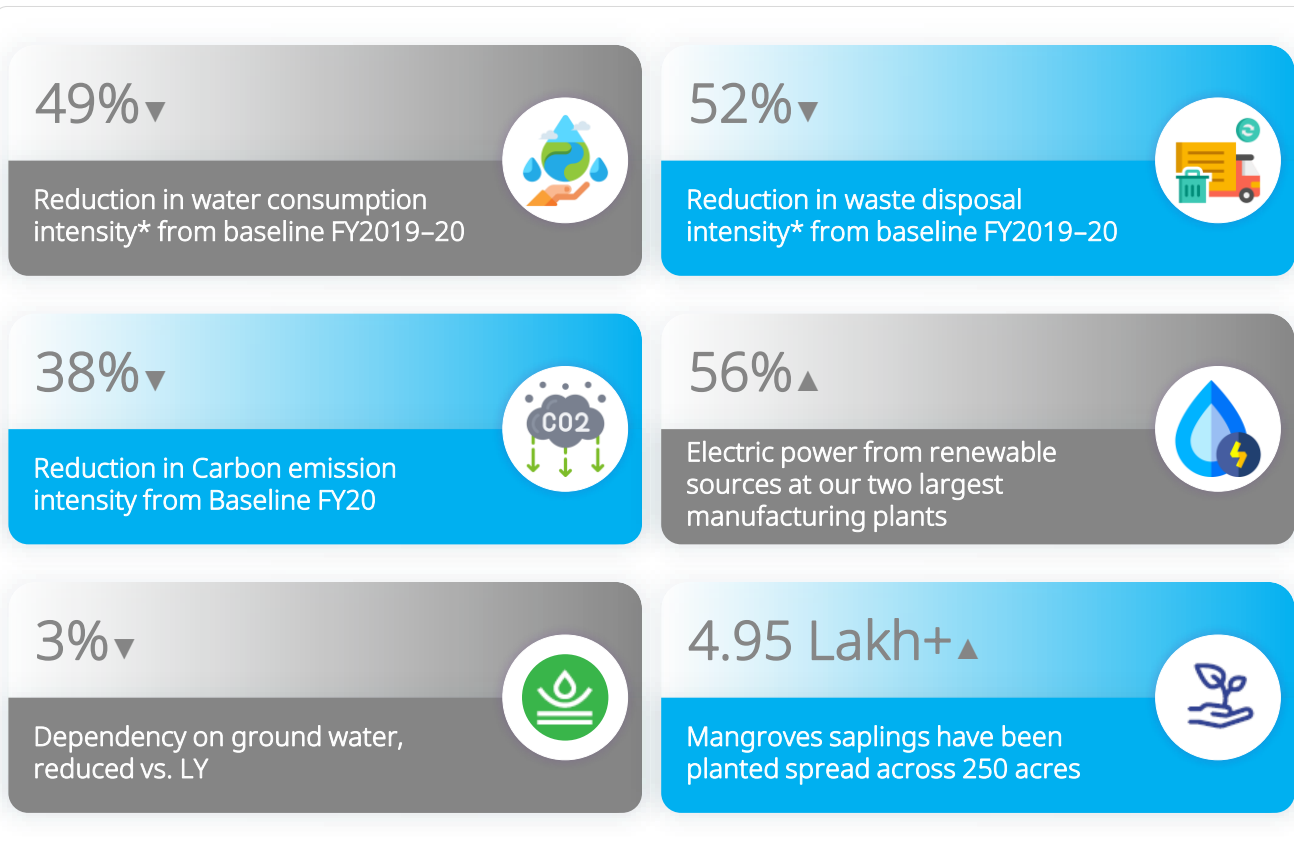 49%▼
Reduction in water consumption
intensity* from baseline FY2019–20
52%▼
Reduction in waste disposal
intensity* from baseline FY2019–20
38%▼
CO2
Reduction in Carbon emission
intensity from Baseline FY20
56%▲
Electric power from renewable
sources at our two largest
manufacturing plants
3%▼
Dependency on ground water,
reduced vs. LY
4.95 Lakh+▲
Mangroves saplings have been
planted spread across 250 acres